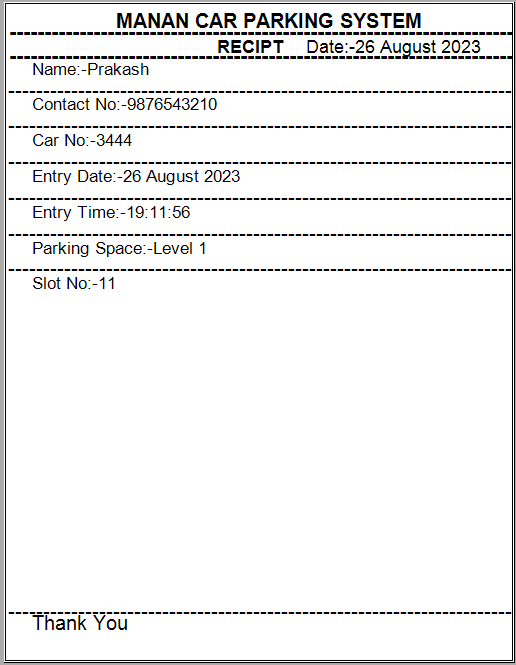 MANAN CAR PARKING SYSTEM
RECIPT Date:-26 August 2023
Name:-Prakash
Contact No:-9876543210
Car No:-3444
Entry Date:-26 August 2023
Entry Time:-19:11:56
Parking Space:-Level 1
Slot No:-11
Thank You